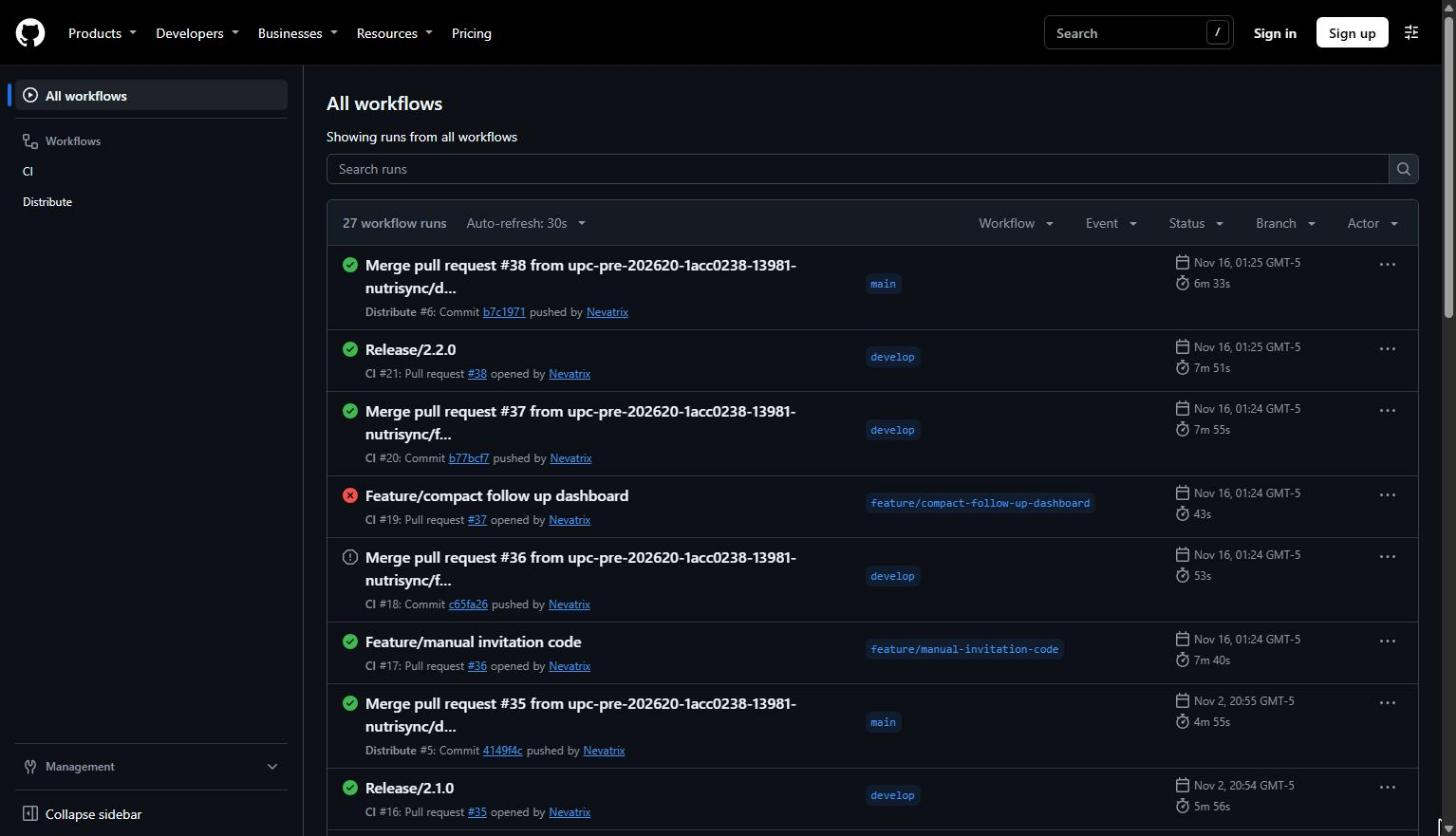 Products Developers Businesses Resources Pricing Search / Sign in Sign up
All workflows
Workflows
CI
Distribute
Management
Collapse sidebar
All workflows
Showing runs from all workflows
Search runs
27 workflow runs Auto-refresh: 30s Workflow Event Status Branch Actor
Merge pull request #38 from upc-pre-202620-1acc0238-13981-
nutrisync/d...
Distribute #6: Commit b7c1971 pushed by Nevatrix
main
Nov 16, 01:25 GMT-5
6m 33s
Release/2.2.0
CI #21: Pull request #38 opened by Nevatrix
develop
Nov 16, 01:25 GMT-5
7m 51s
Merge pull request #37 from upc-pre-202620-1acc0238-13981-
nutrisync/f...
CI #20: Commit b77bcf7 pushed by Nevatrix
develop
Nov 16, 01:24 GMT-5
7m 55s
Feature/compact follow up dashboard
CI #19: Pull request #37 opened by Nevatrix
feature/compact-follow-up-dashboard
Nov 16, 01:24 GMT-5
43s
Merge pull request #36 from upc-pre-202620-1acc0238-13981-
nutrisync/f...
CI #18: Commit c65fa26 pushed by Nevatrix
develop
Nov 16, 01:24 GMT-5
53s
Feature/manual invitation code
CI #17: Pull request #36 opened by Nevatrix
feature/manual-invitation-code
Nov 16, 01:24 GMT-5
7m 40s
Merge pull request #35 from upc-pre-202620-1acc0238-13981-
nutrisync/d...
Distribute #5: Commit 4149f4c pushed by Nevatrix
main
Nov 2, 20:55 GMT-5
4m 55s
Release/2.1.0
CI #16: Pull request #35 opened by Nevatrix
develop
Nov 2, 20:54 GMT-5
5m 56s